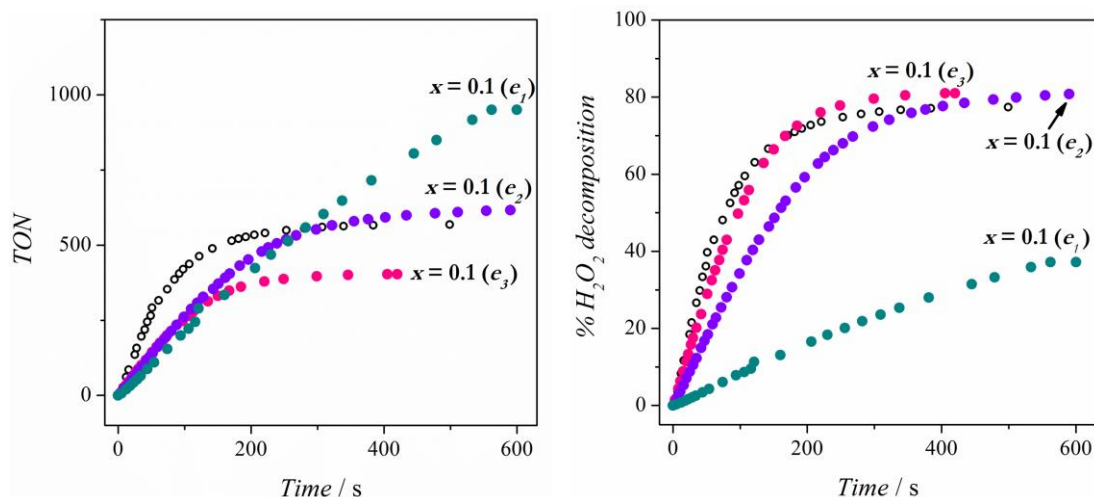 TON
1000
500
0
0
200
400
600
Time / s
x = 0.1 (e₁)
x = 0.1 (e₂)
x = 0.1 (e₃)
% H₂O₂ decomposition
100
80
60
40
20
0
0
200
400
600
Time / s
x = 0.1 (e₃)
x = 0.1 (e₂)
x = 0.1 (e₁)